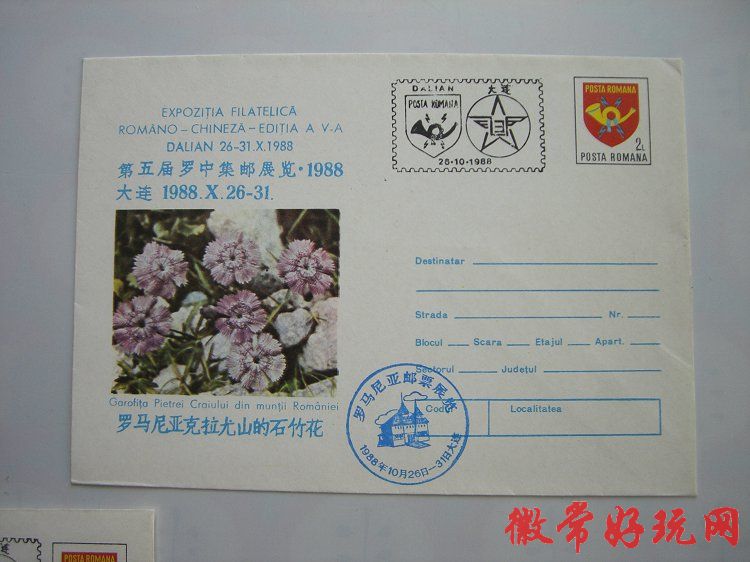 EXPOZIȚIA FILATELICĂ
ROMÂNO-CHINEZĂ-EDIȚIA A V-A
DALIAN 26-31.X.1988
第五届罗中集邮展览·1988
大连 1988.X.26-31.
Garofița Pietrei Craiului din munții României
罗马尼亚克拉尤山的石竹花
DALIAN 大连
POSTA ROMANA
26-10-1988
POSTA ROMANA
2L
POSTA ROMANA
Destinatar
Strada Nr.
Blocul Scara Etajul Apart.
Sectorul Județul
Codul Localitatea
罗马尼亚邮票展览
1988年10月26日-31日大连
POSTA ROMANA
徽常好玩网